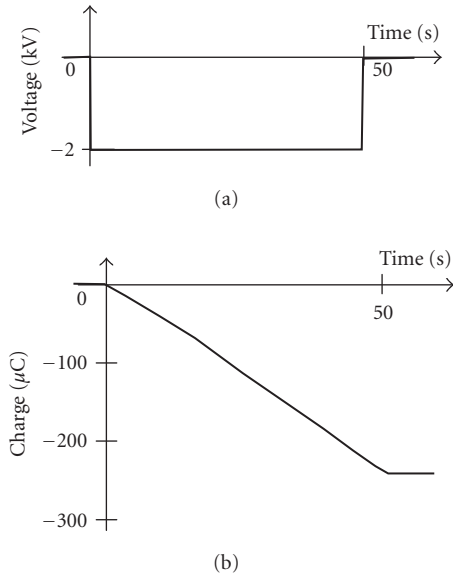 Time (s)
Voltage (kV)
0
50
−2
(a)
Time (s)
Charge (μC)
0
50
−100
−200
−300
(b)